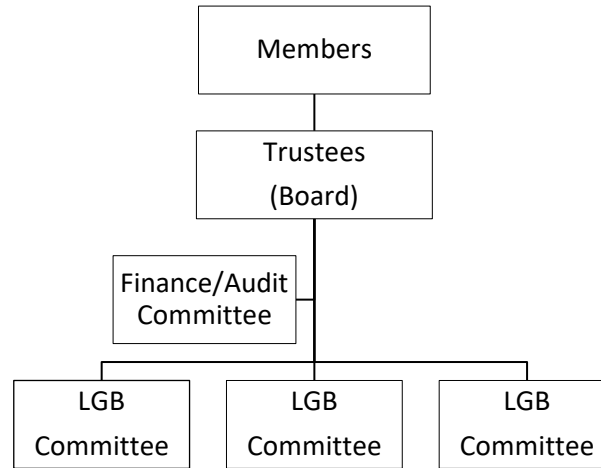 Members
Trustees
(Board)
Finance/Audit
Committee
LGB
Committee
LGB
Committee
LGB
Committee